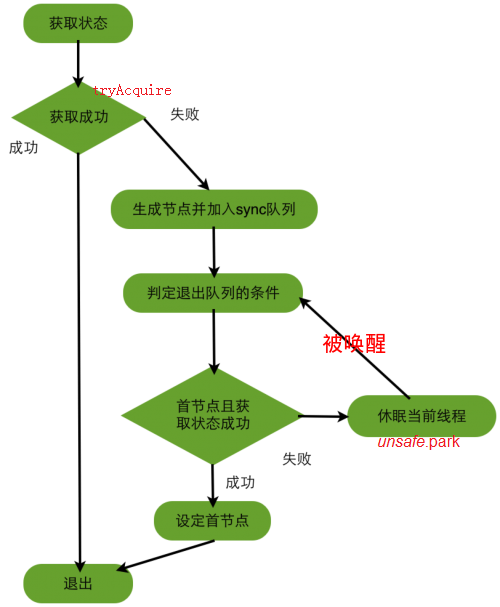 获取状态
tryAcquire
获取成功
失败
成功
生成节点并加入sync队列
判定退出队列的条件
被唤醒
首节点且获
取状态成功
休眠当前线程
unsafe.park
失败
成功
设定首节点
退出